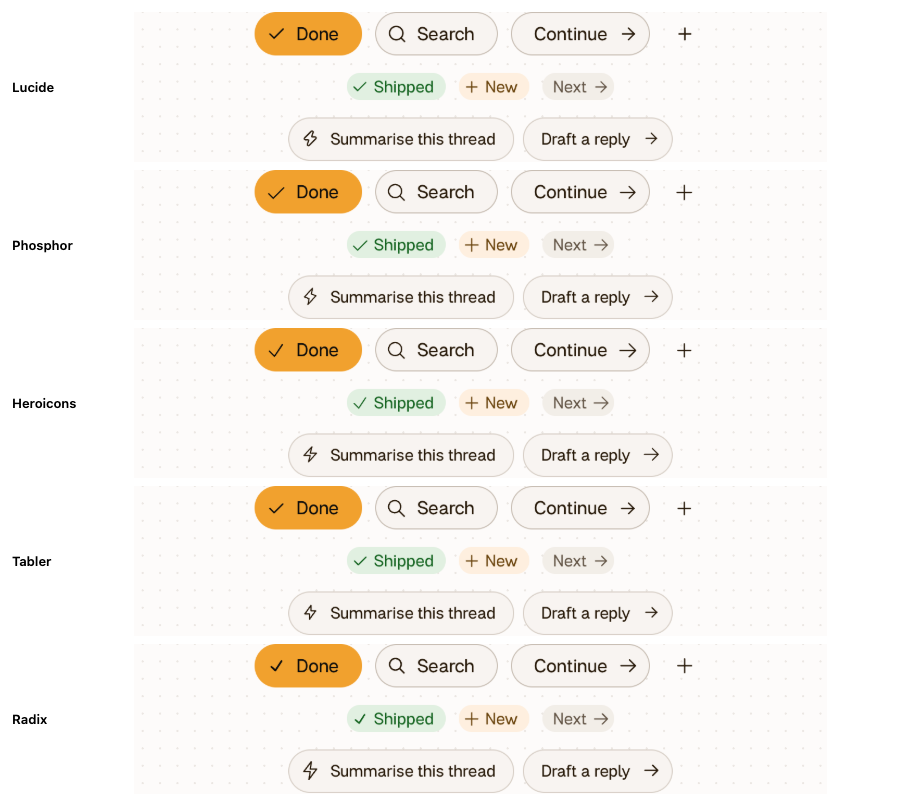 Done Search Continue
Lucide
Shipped New Next
Summarise this thread Draft a reply
Done Search Continue
Phosphor
Shipped New Next
Summarise this thread Draft a reply
Done Search Continue
Heroicons
Shipped New Next
Summarise this thread Draft a reply
Done Search Continue
Tabler
Shipped New Next
Summarise this thread Draft a reply
Done Search Continue
Radix
Shipped New Next
Summarise this thread Draft a reply